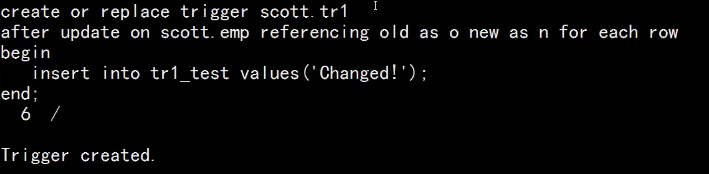 create or replace trigger scott.tr1
after update on scott.emp referencing old as o new as n for each row
begin
   insert into tr1_test values('Changed!');
end;
  6  /
Trigger created.